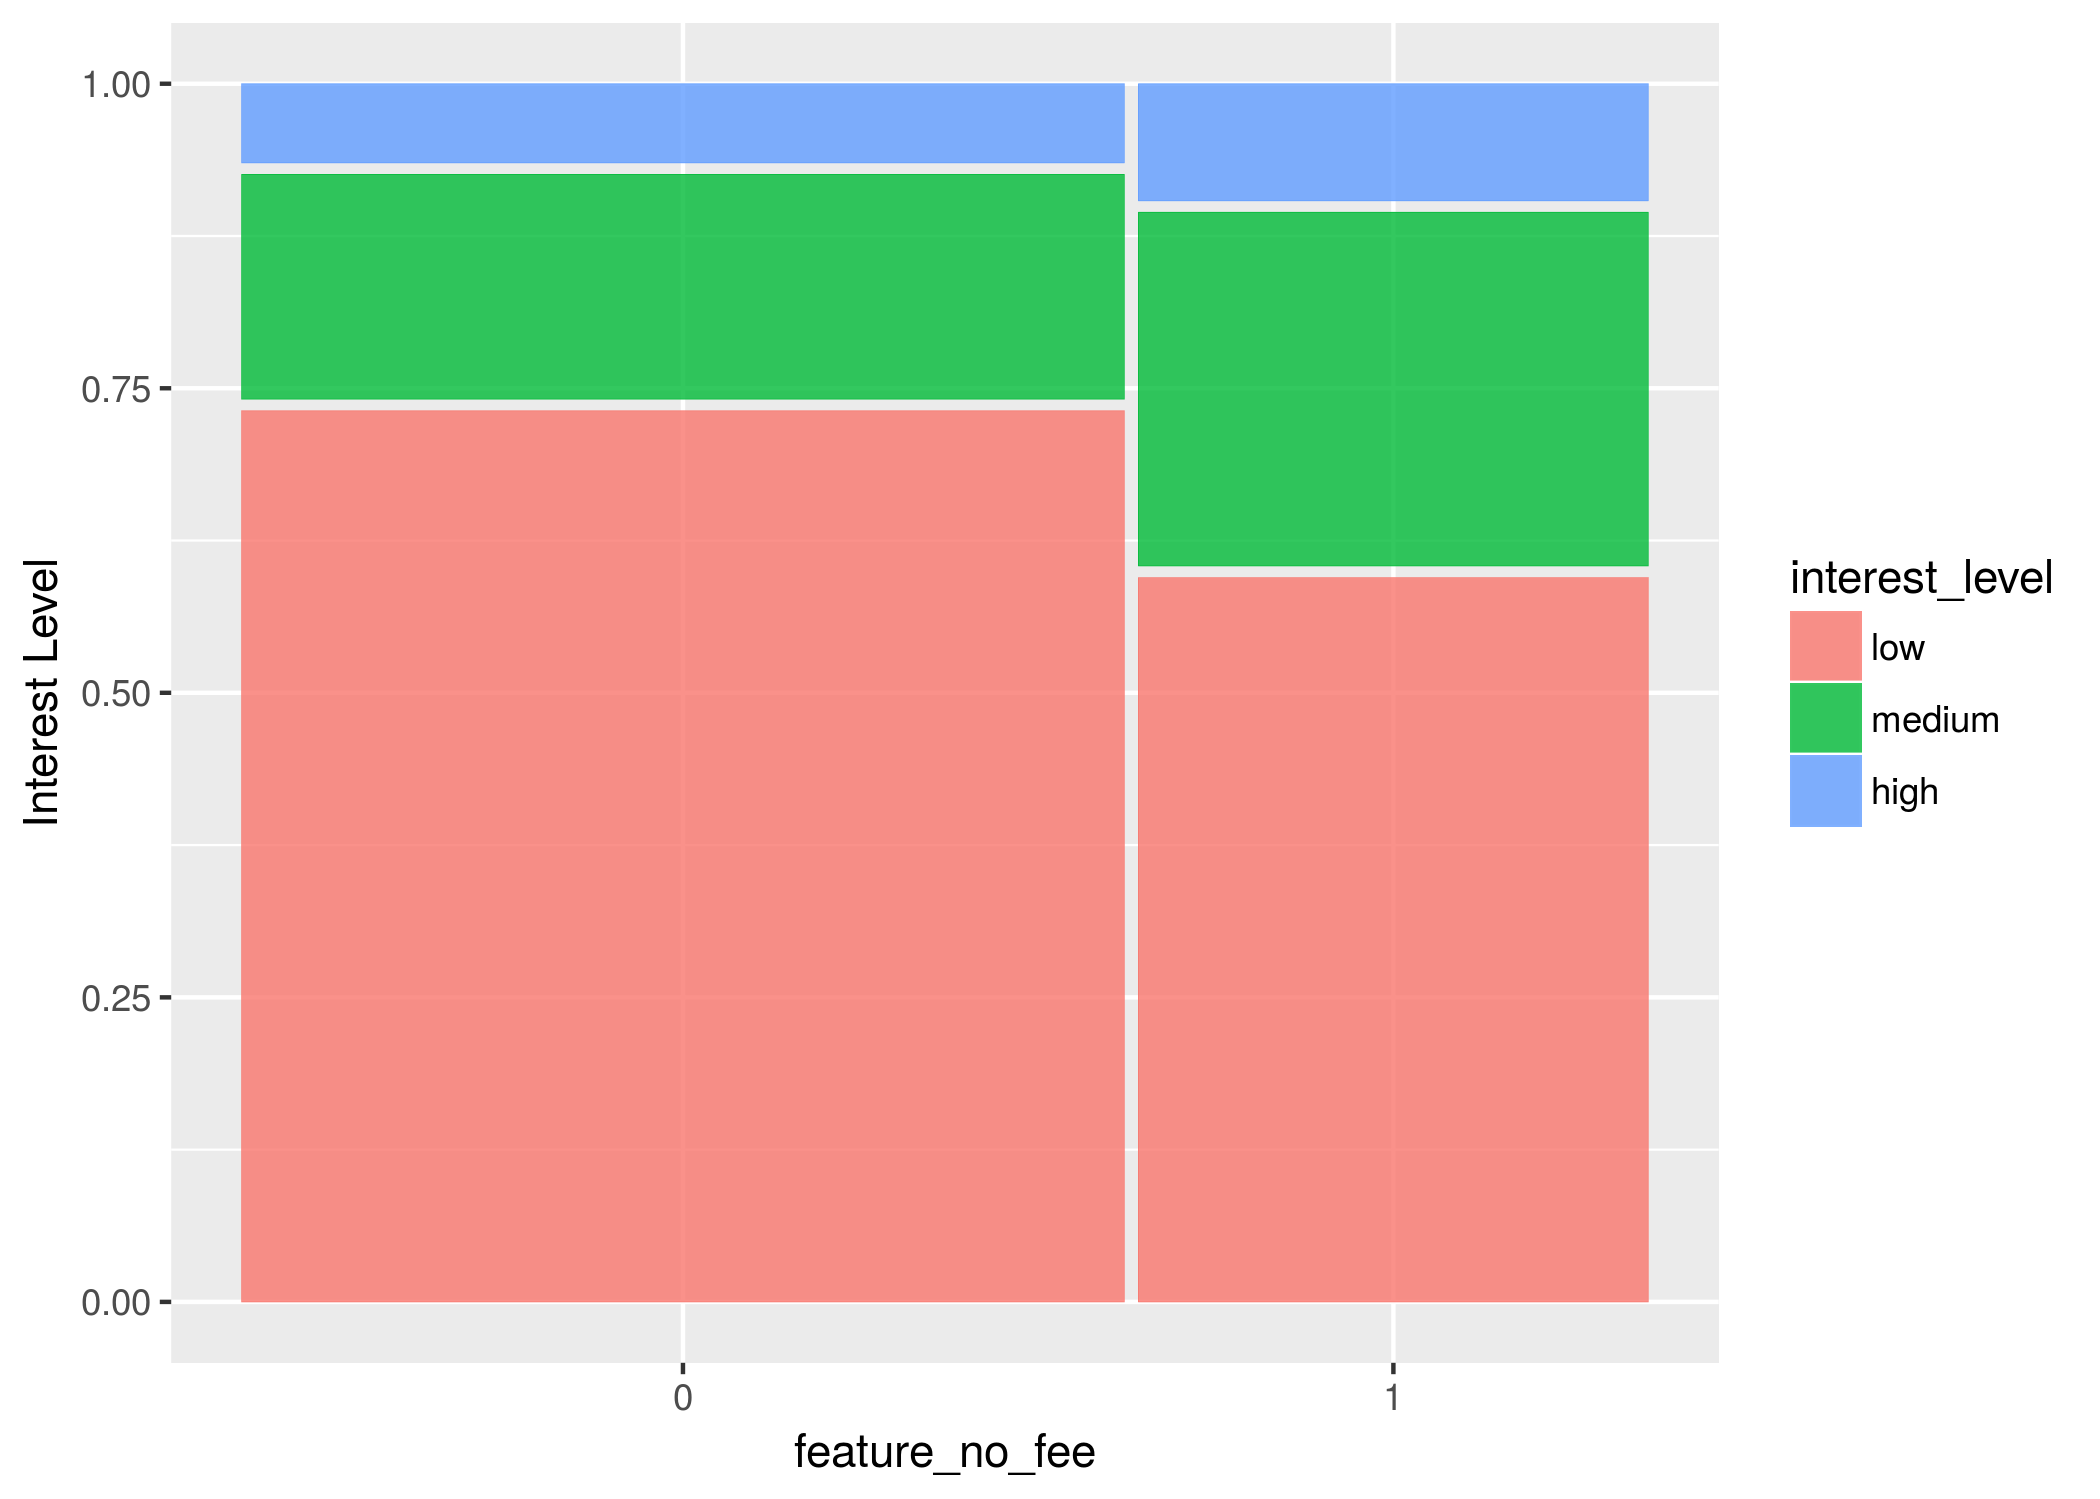 1.00
0.75
0.50
0.25
0.00
Interest Level
0
1
feature_no_fee
interest_level
low
medium
high